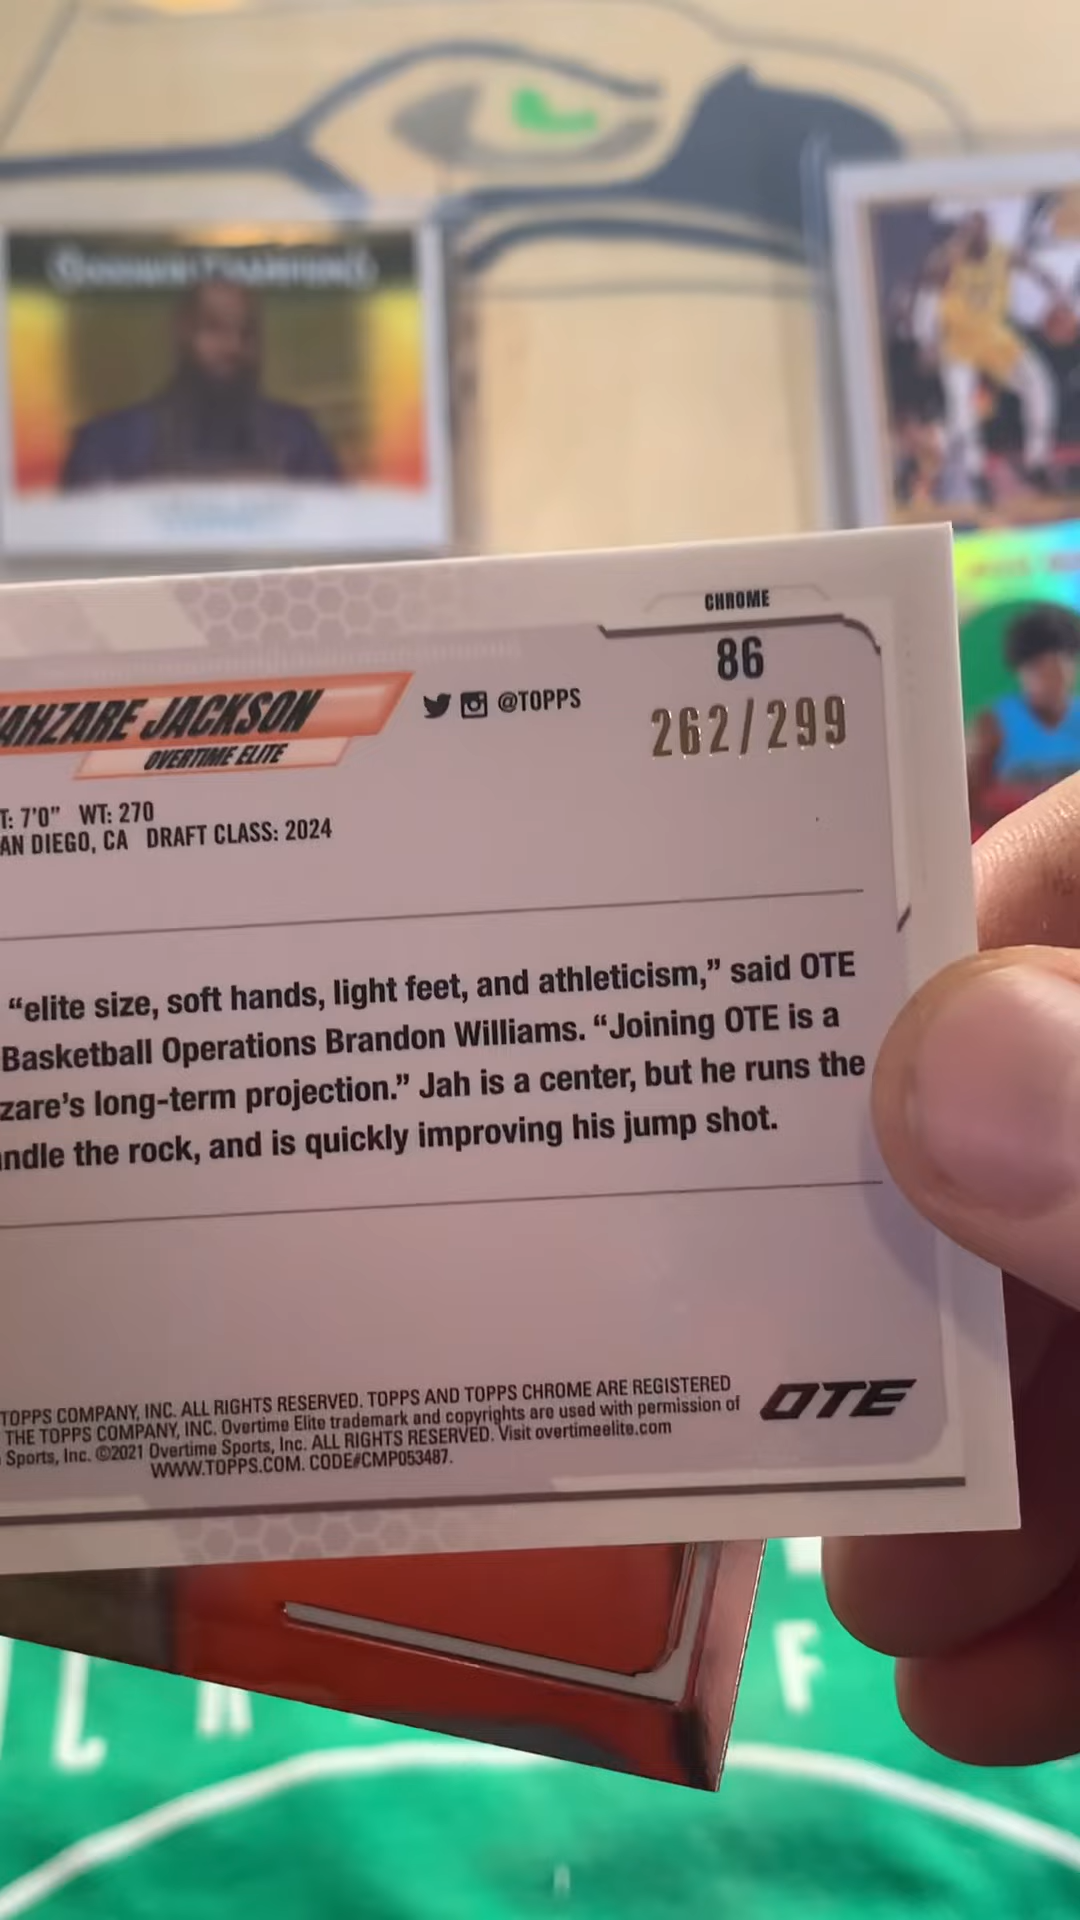 CHROME
86
262/299
AHZARE JACKSON
@TOPPS
OVERTIME ELITE
T: 7'0" WT: 270
AN DIEGO, CA DRAFT CLASS: 2024
“elite size, soft hands, light feet, and athleticism,” said OTE
Basketball Operations Brandon Williams. “Joining OTE is a
zare’s long-term projection.” Jah is a center, but he runs the
ndle the rock, and is quickly improving his jump shot.
TOPPS COMPANY, INC. ALL RIGHTS RESERVED. TOPPS AND TOPPS CHROME ARE REGISTERED
THE TOPPS COMPANY, INC. Overtime Elite trademark and copyrights are used with permission of
Sports, Inc. ©2021 Overtime Sports, Inc. ALL RIGHTS RESERVED. Visit overtimeelite.com
WWW.TOPPS.COM. CODE#CMP053487.
OTE
F